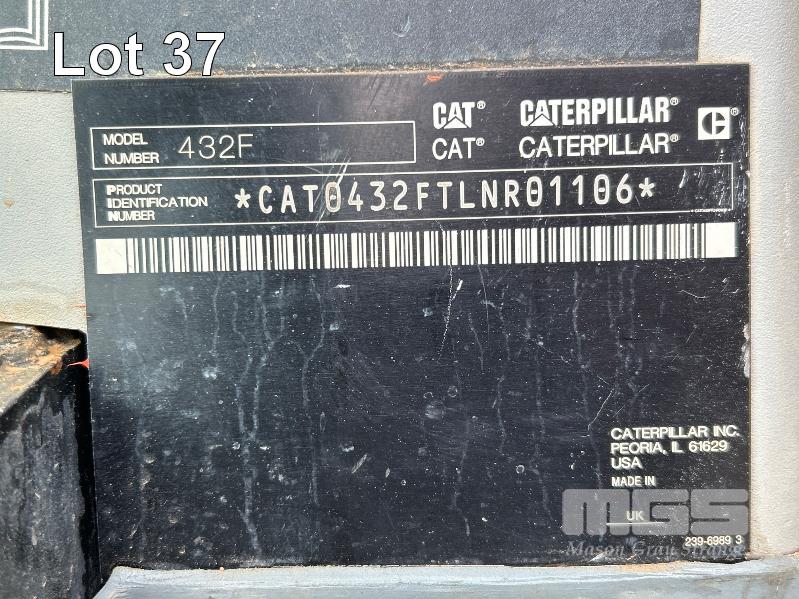 Lot 37
CAT® CATERPILLAR®
CAT® CATERPILLAR®
MODEL NUMBER 432F
PRODUCT IDENTIFICATION NUMBER *CAT0432FTLNR01106*
CATERPILLAR INC.
PEORIA, IL 61629
USA
MADE IN
UK
239-6989 3
MGS
Mason Gray Strange